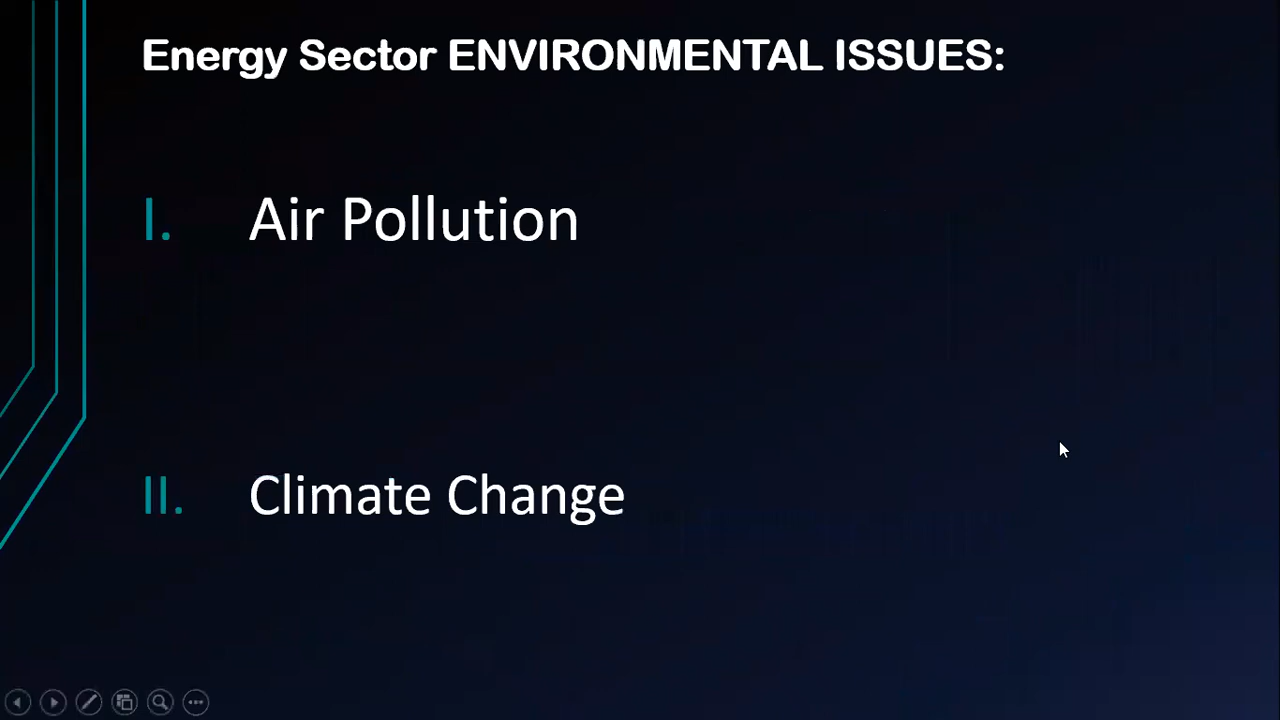 Energy Sector ENVIRONMENTAL ISSUES:
I. Air Pollution
II. Climate Change